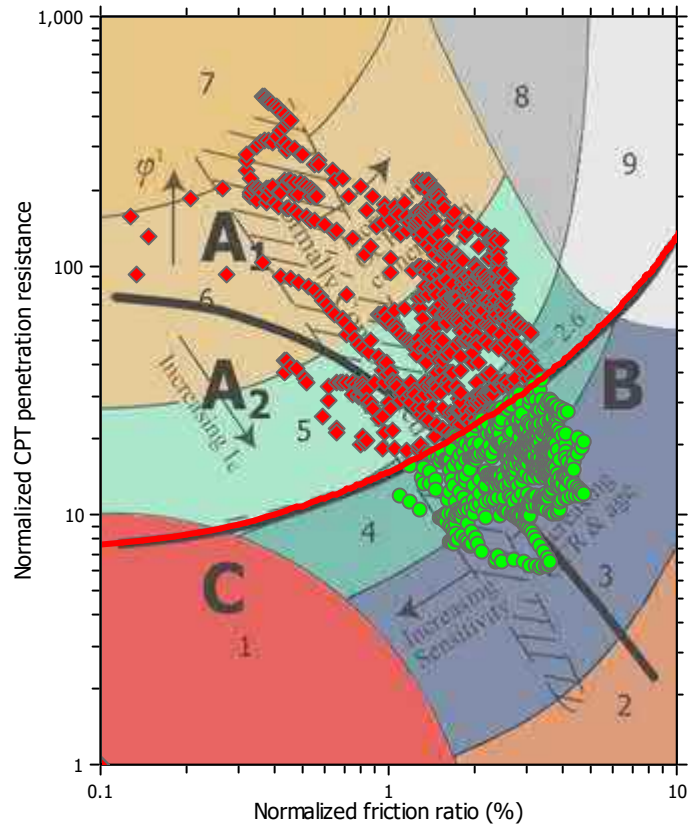 1,000
7
8
9
φ'
A1
100
6
2.6
A2
B
Increasing Ic
5
10
4
3
C
Increasing
Sensitivity
1
2
1
0.1
1
10
Normalized friction ratio (%)
Normalized CPT penetration resistance